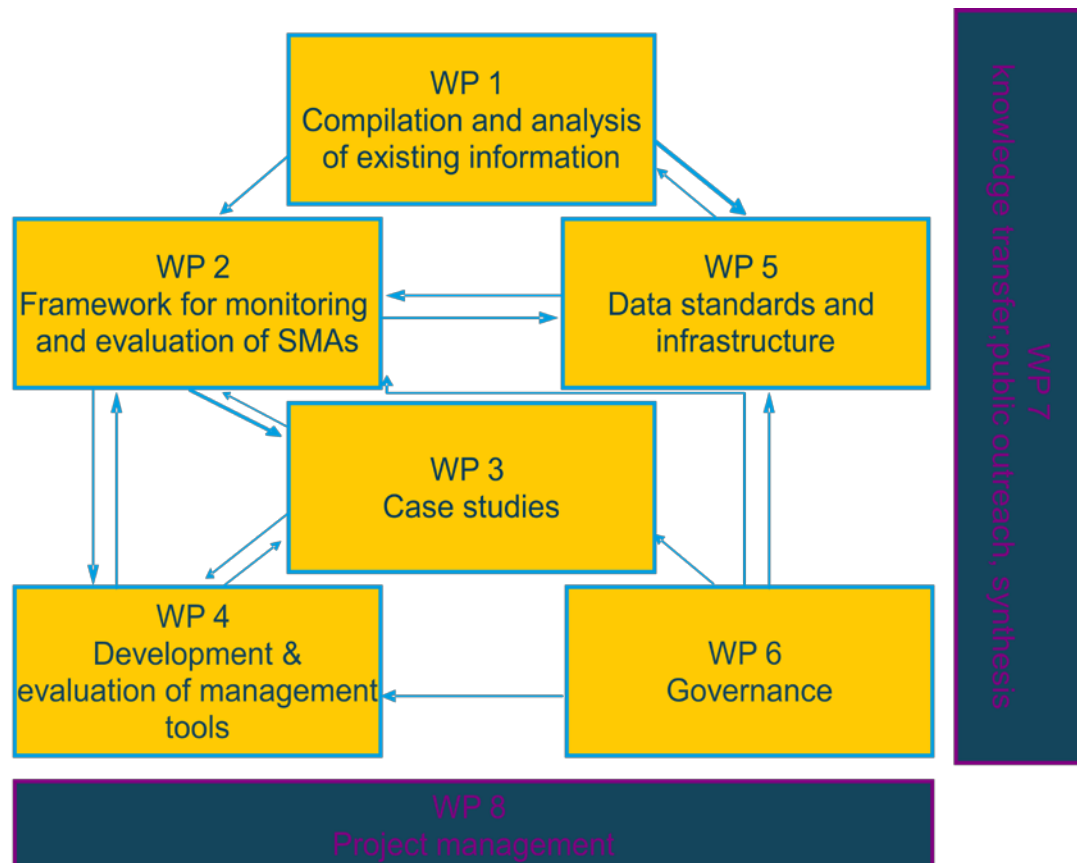 WP 1
Compilation and analysis
of existing information
WP 2
Framework for monitoring
and evaluation of SMAs
WP 5
Data standards and
infrastructure
WP 3
Case studies
WP 4
Development &
evaluation of management
tools
WP 6
Governance
WP 7
knowledge transfer,public outreach, synthesis
WP 8
Project management